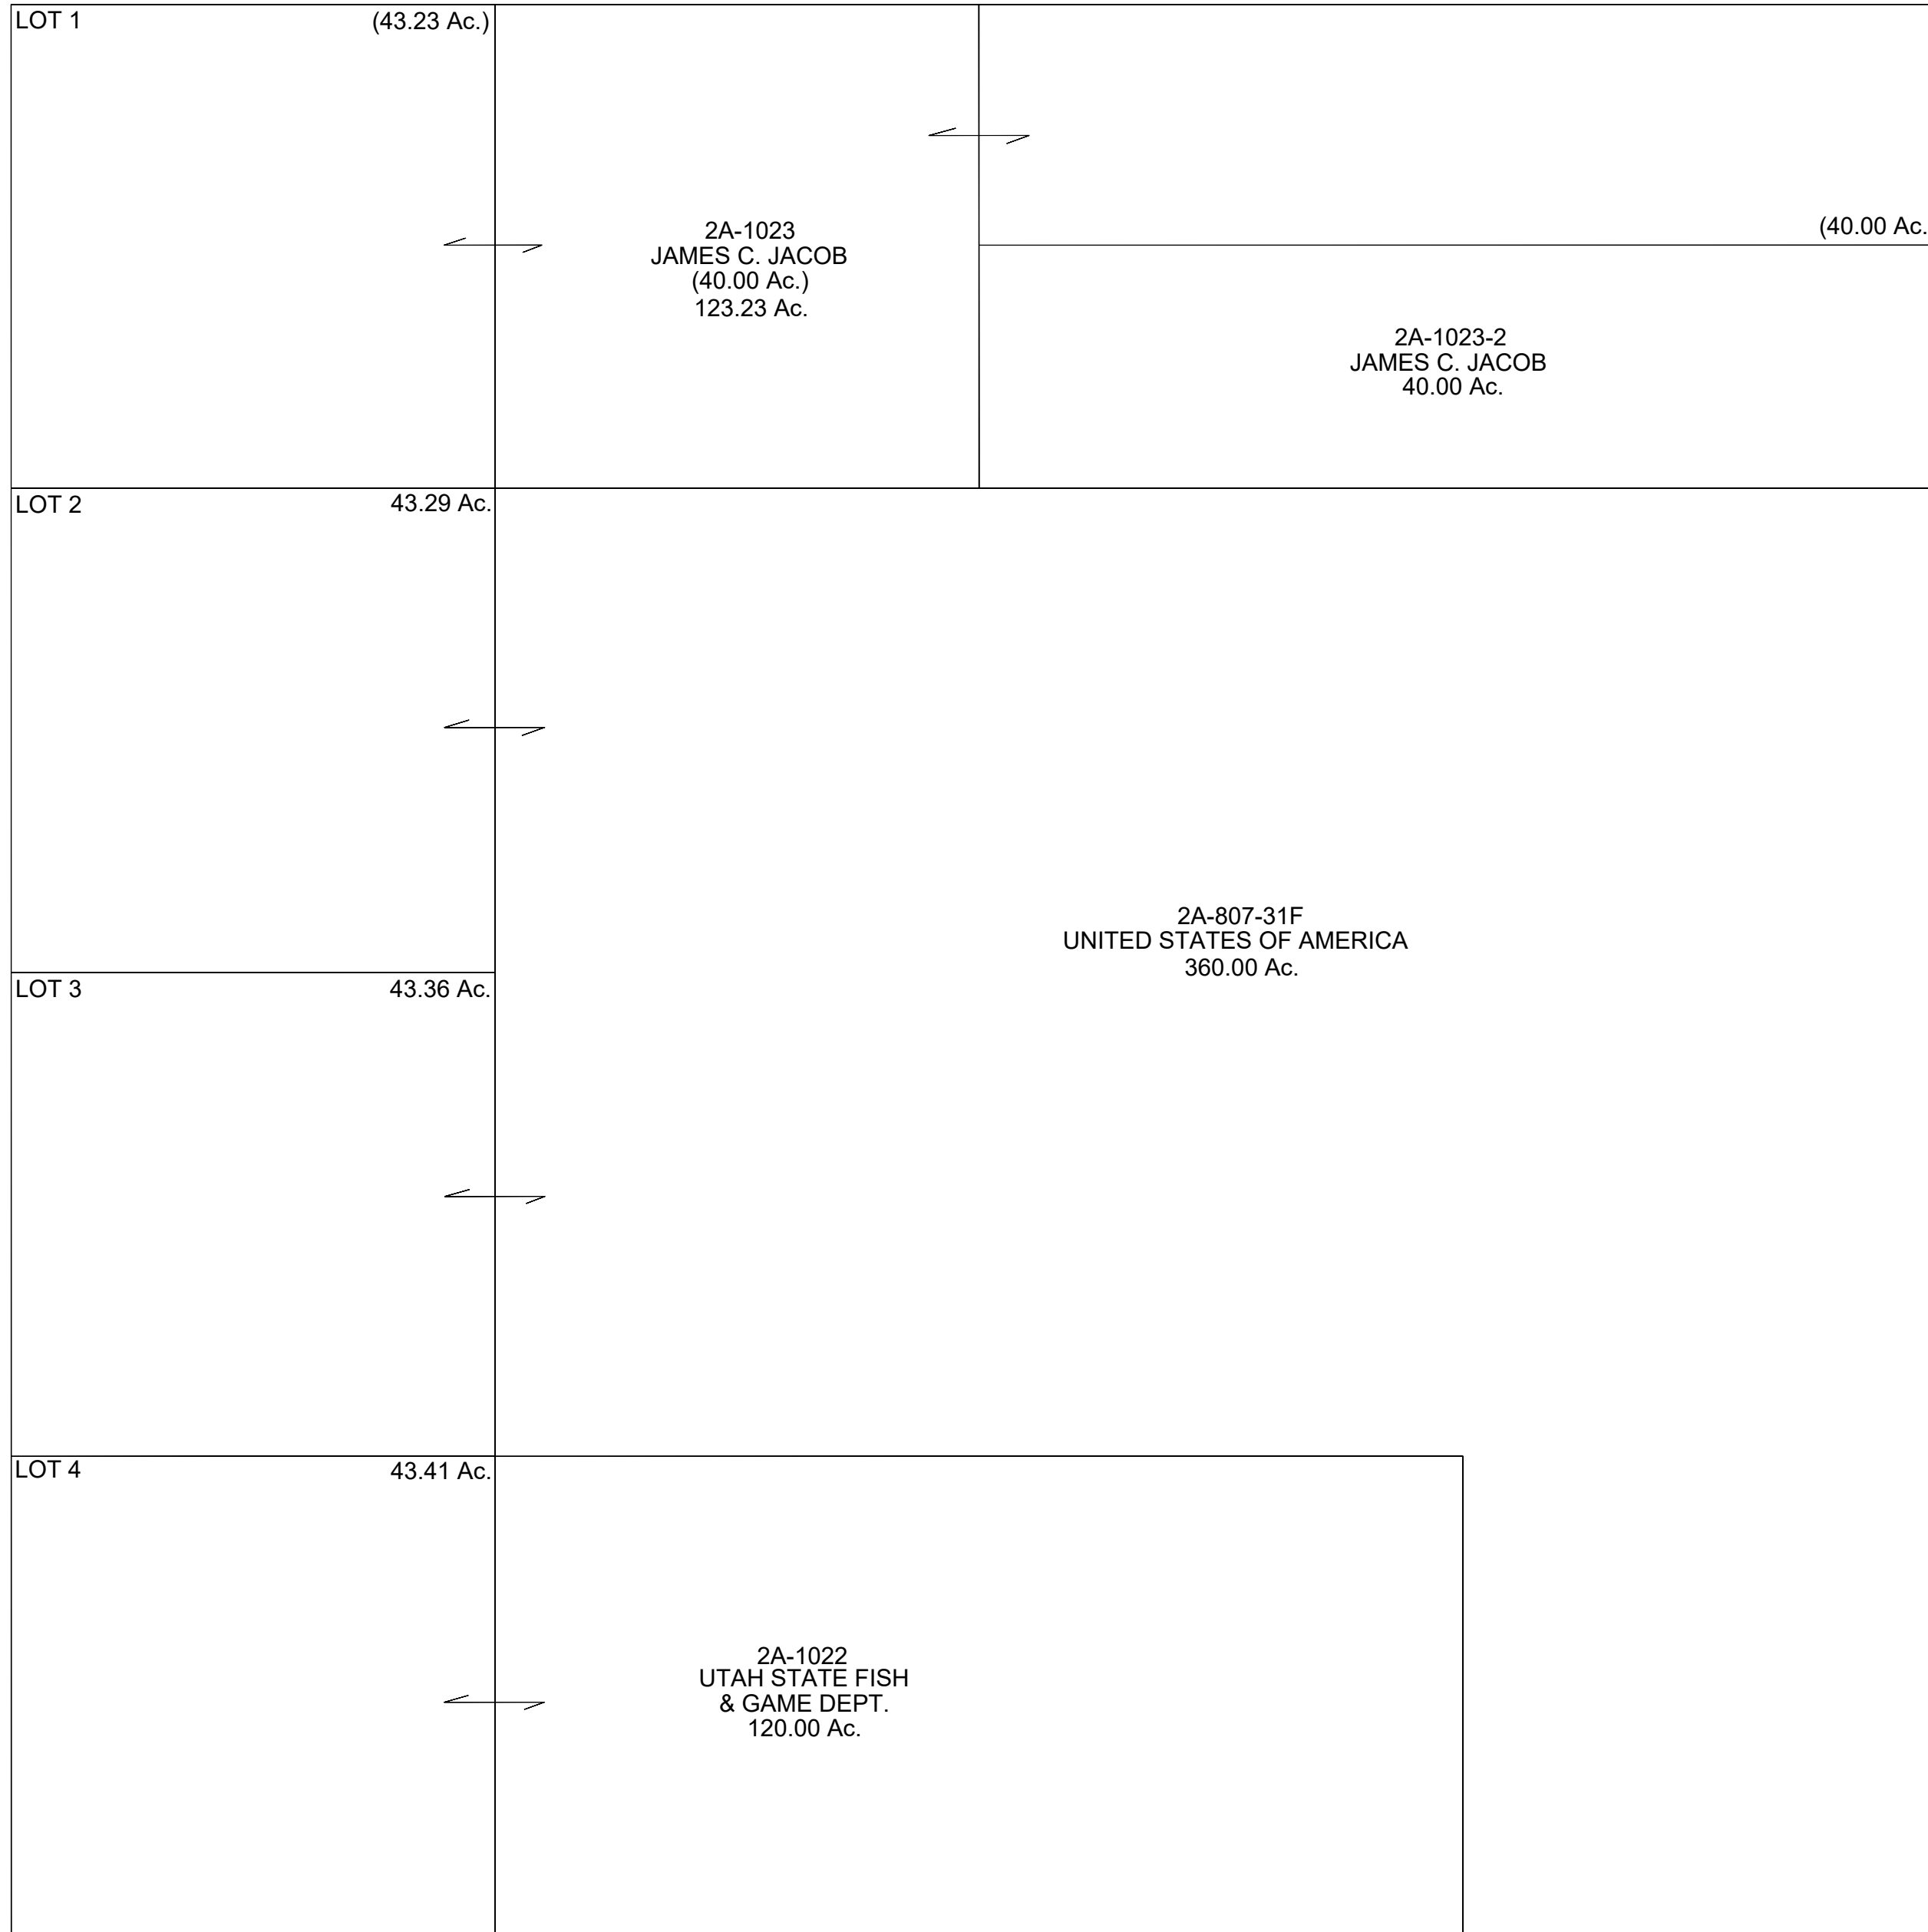 LOT 1
(43.23 Ac.)
2A-1023
JAMES C. JACOB
(40.00 Ac.)
123.23 Ac.
(40.00 Ac.
2A-1023-2
JAMES C. JACOB
40.00 Ac.
LOT 2
43.29 Ac.
2A-807-31F
UNITED STATES OF AMERICA
360.00 Ac.
LOT 3
43.36 Ac.
LOT 4
43.41 Ac.
2A-1022
UTAH STATE FISH
& GAME DEPT.
120.00 Ac.